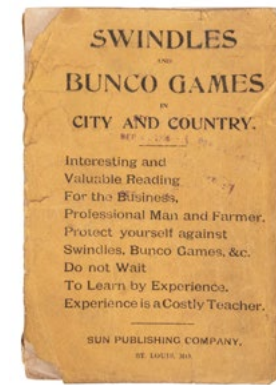 SWINDLES
AND
BUNCO GAMES
IN
CITY AND COUNTRY.
Interesting and
Valuable Reading
For the Business,
Professional Man and Farmer.
Protect yourself against
Swindles, Bunco Games, &c.
Do not Wait
To Learn by Experience.
Experience is a Costly Teacher.
SUN PUBLISHING COMPANY,
ST. LOUIS, MO.